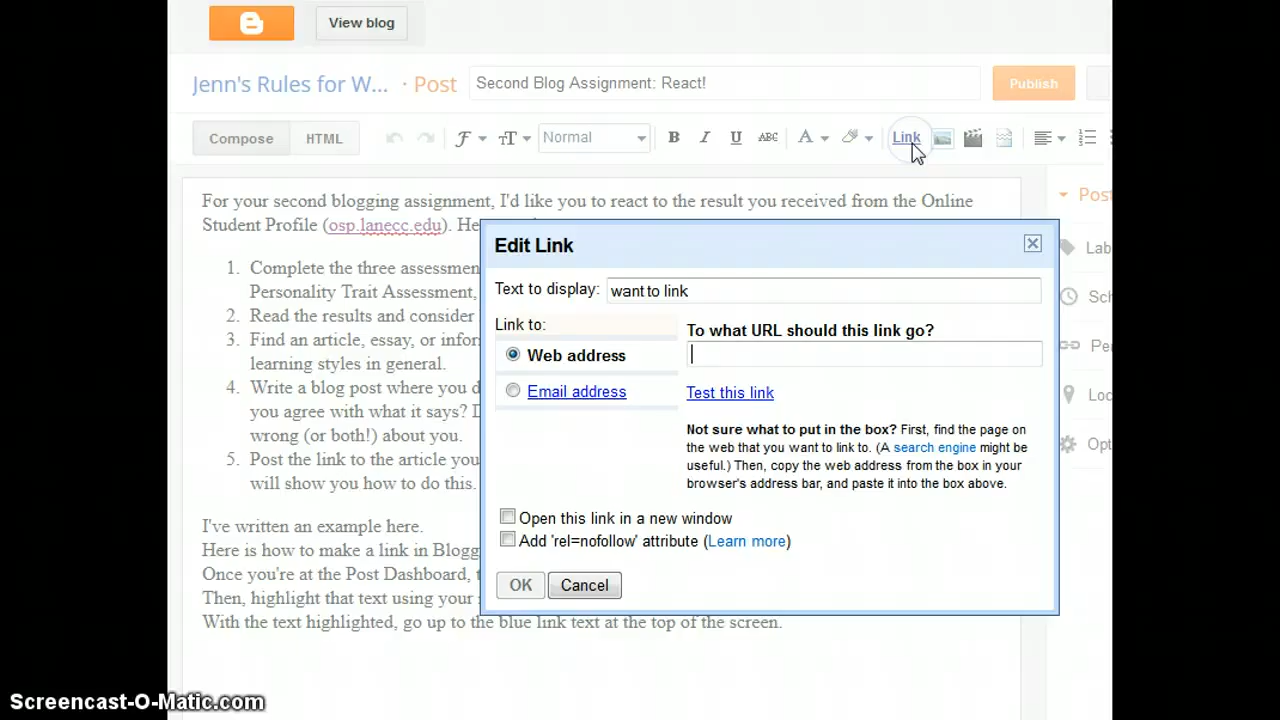 View blog
Jenn's Rules for W... · Post
Second Blog Assignment: React!
Publish
Compose HTML
Normal
B I U ABC A Link
For your second blogging assignment, I'd like you to react to the result you received from the Online
Student Profile (osp.lanecc.edu). He
1. Complete the three assessmen
Personality Trait Assessment,
2. Read the results and consider
3. Find an article, essay, or infor
learning styles in general.
4. Write a blog post where you d
you agree with what it says? D
wrong (or both!) about you.
5. Post the link to the article you
will show you how to do this.
I've written an example here.
Here is how to make a link in Blogg
Once you're at the Post Dashboard, t
Then, highlight that text using your
With the text highlighted, go up to the blue link text at the top of the screen.
Edit Link
Text to display: want to link
Link to:
Web address
Email address
To what URL should this link go?
Test this link
Not sure what to put in the box? First, find the page on
the web that you want to link to. (A search engine might be
useful.) Then, copy the web address from the box in your
browser's address bar, and paste it into the box above.
Open this link in a new window
Add 'rel=nofollow' attribute (Learn more)
OK Cancel
Post
Lab
Sch
Pe
Loc
Opt
Screencast-O-Matic.com